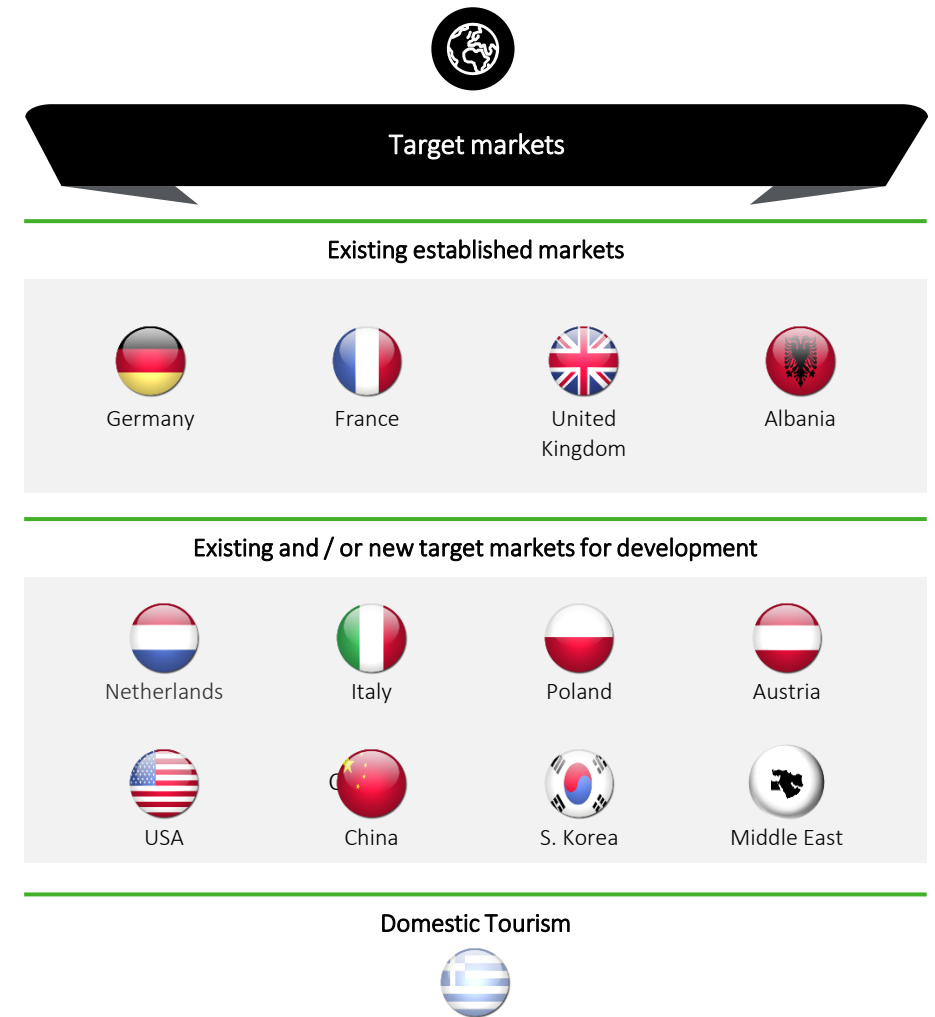 Target markets
Existing established markets
Germany
France
United
Kingdom
Albania
Existing and / or new target markets for development
Netherlands
Italy
Poland
Austria
USA
China
S. Korea
Middle East
Domestic Tourism